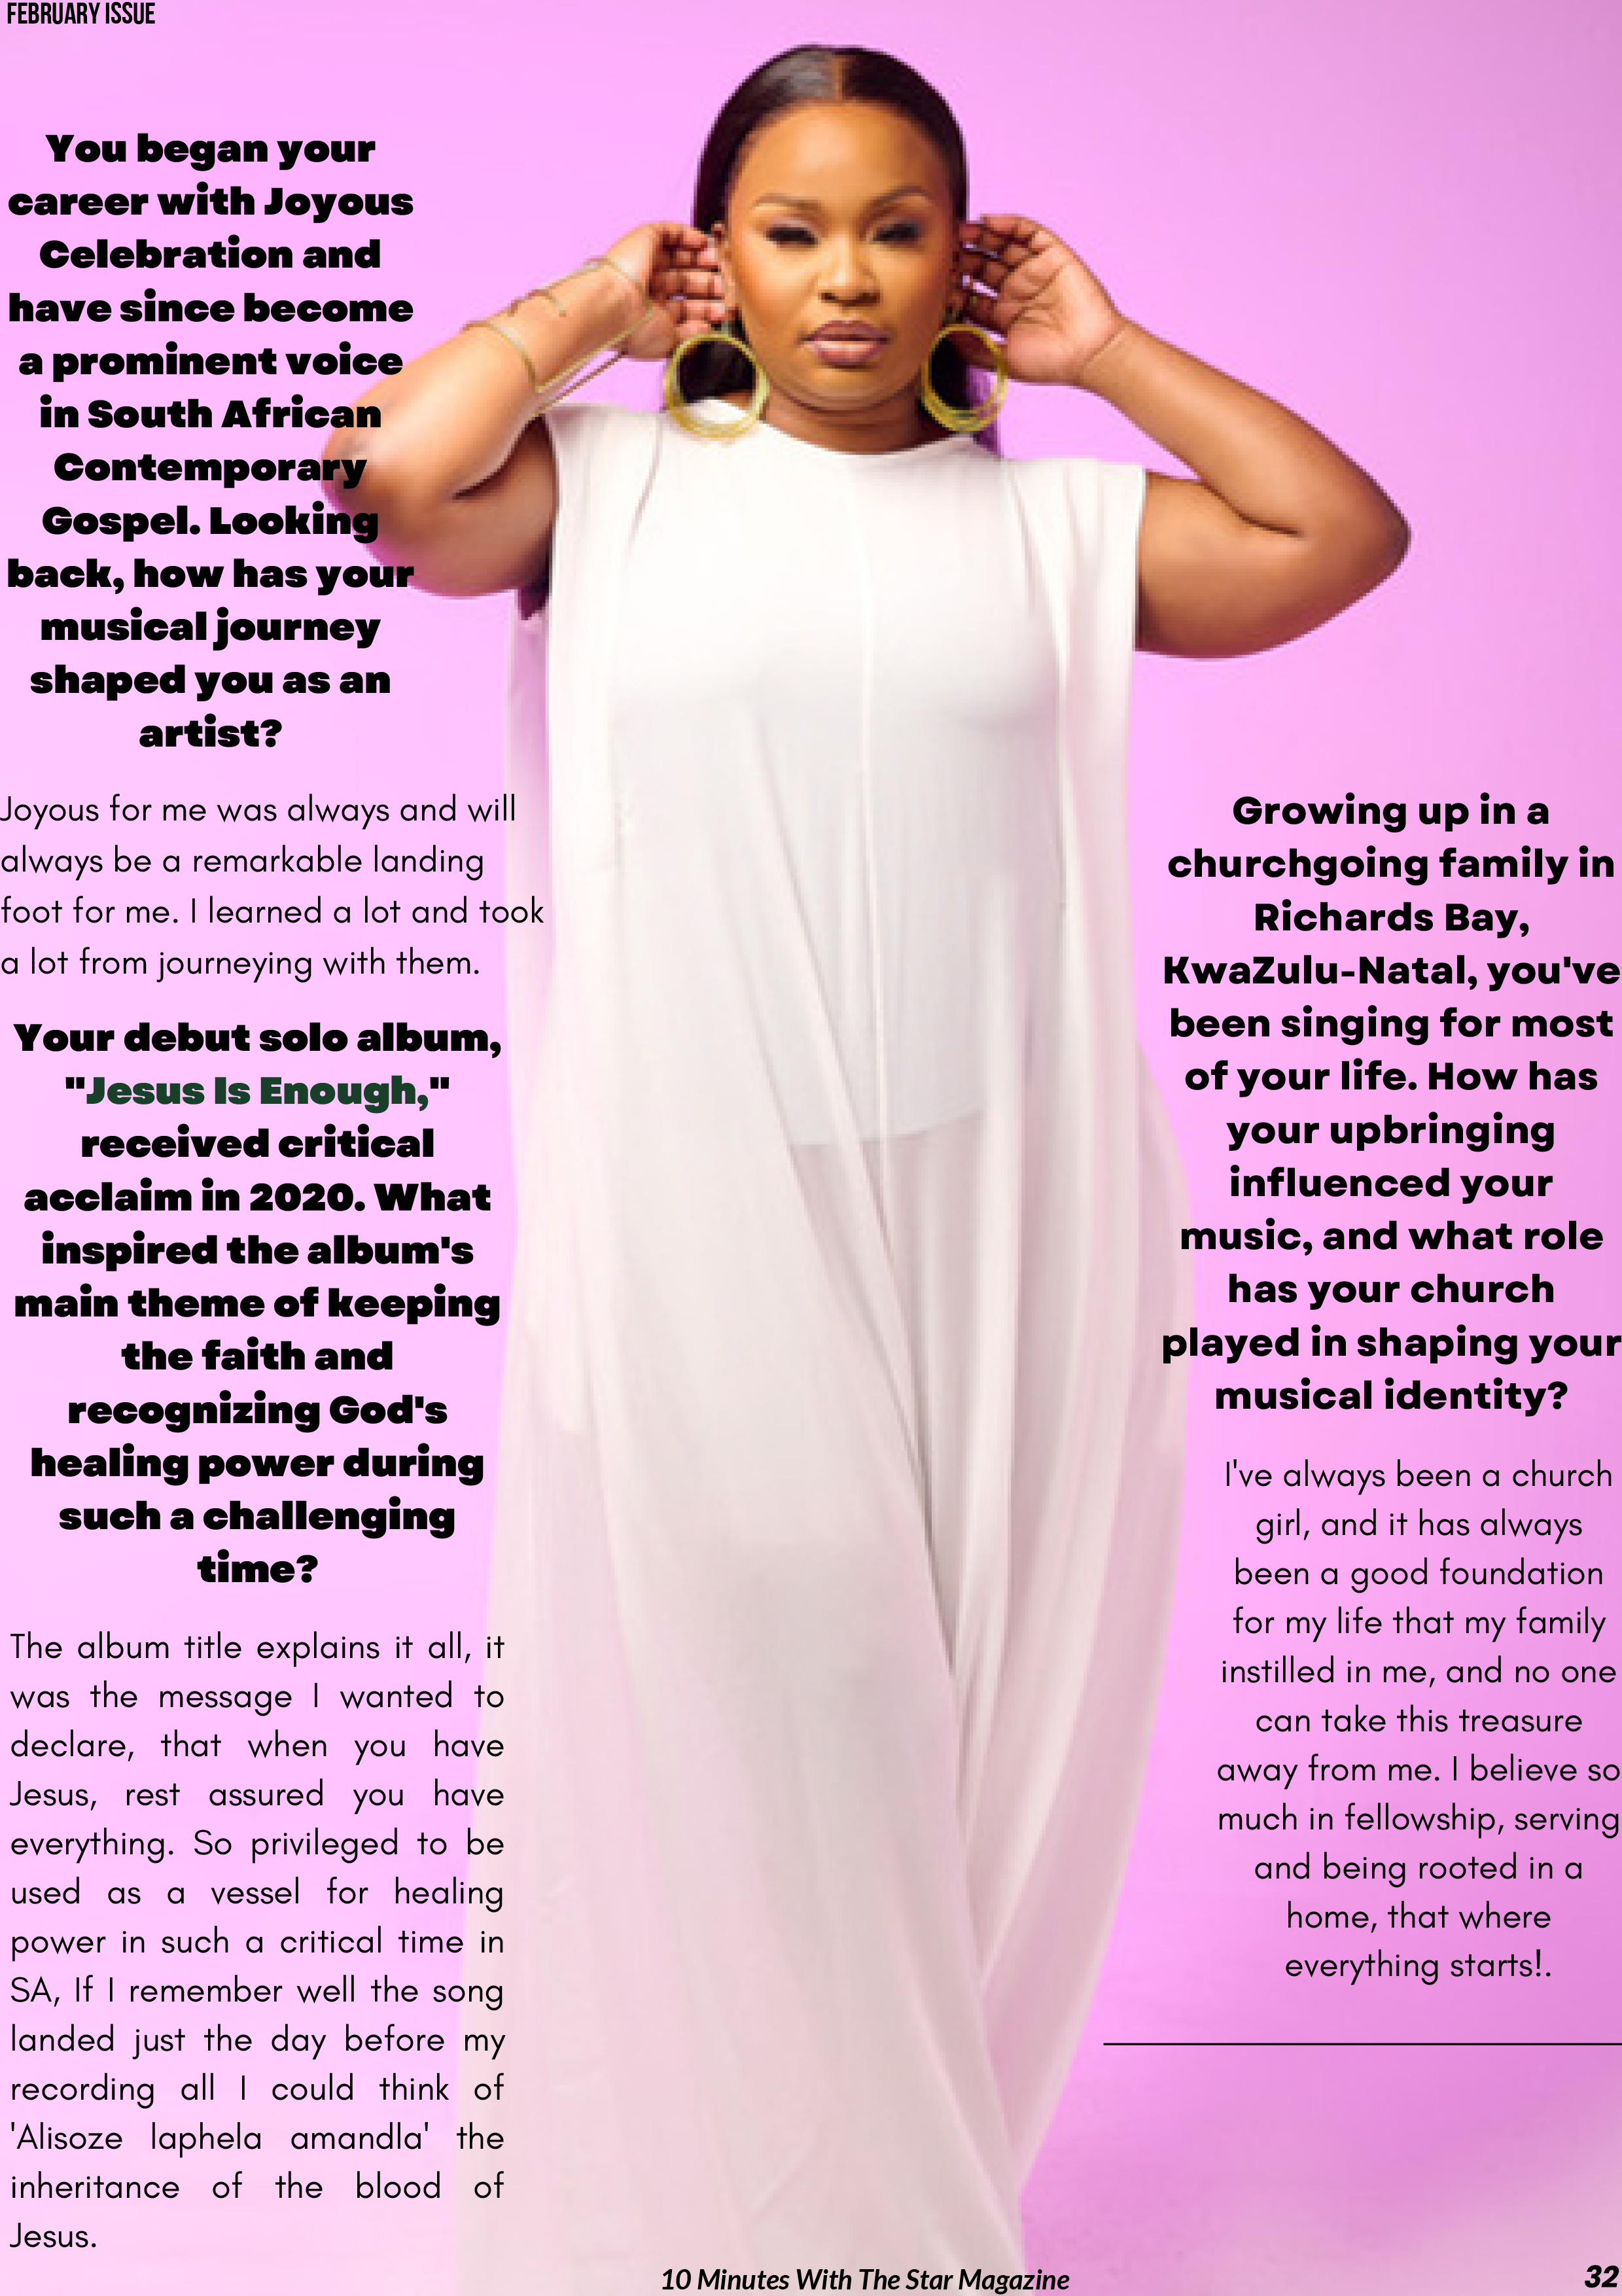 FEBRUARY ISSUE
You began your
career with Joyous
Celebration and
have since become
a prominent voice
in South African
Contemporary
Gospel. Looking
back, how has your
musical journey
shaped you as an
artist?
Joyous for me was always and will
always be a remarkable landing
foot for me. I learned a lot and took
a lot from journeying with them.
Your debut solo album,
"Jesus Is Enough,"
received critical
acclaim in 2020. What
inspired the album's
main theme of keeping
the faith and
recognizing God's
healing power during
such a challenging
time?
The album title explains it all, it
was the message I wanted to
declare, that when you have
Jesus, rest assured you have
everything. So privileged to be
used as a vessel for healing
power in such a critical time in
SA, If I remember well the song
landed just the day before my
recording all I could think of
'Alisoze laphela amandla' the
inheritance of the blood of
Jesus.
Growing up in a
churchgoing family in
Richards Bay,
KwaZulu-Natal, you've
been singing for most
of your life. How has
your upbringing
influenced your
music, and what role
has your church
played in shaping your
musical identity?
I've always been a church
girl, and it has always
been a good foundation
for my life that my family
instilled in me, and no one
can take this treasure
away from me. I believe so
much in fellowship, serving
and being rooted in a
home, that where
everything starts!.
10 Minutes With The Star Magazine
32